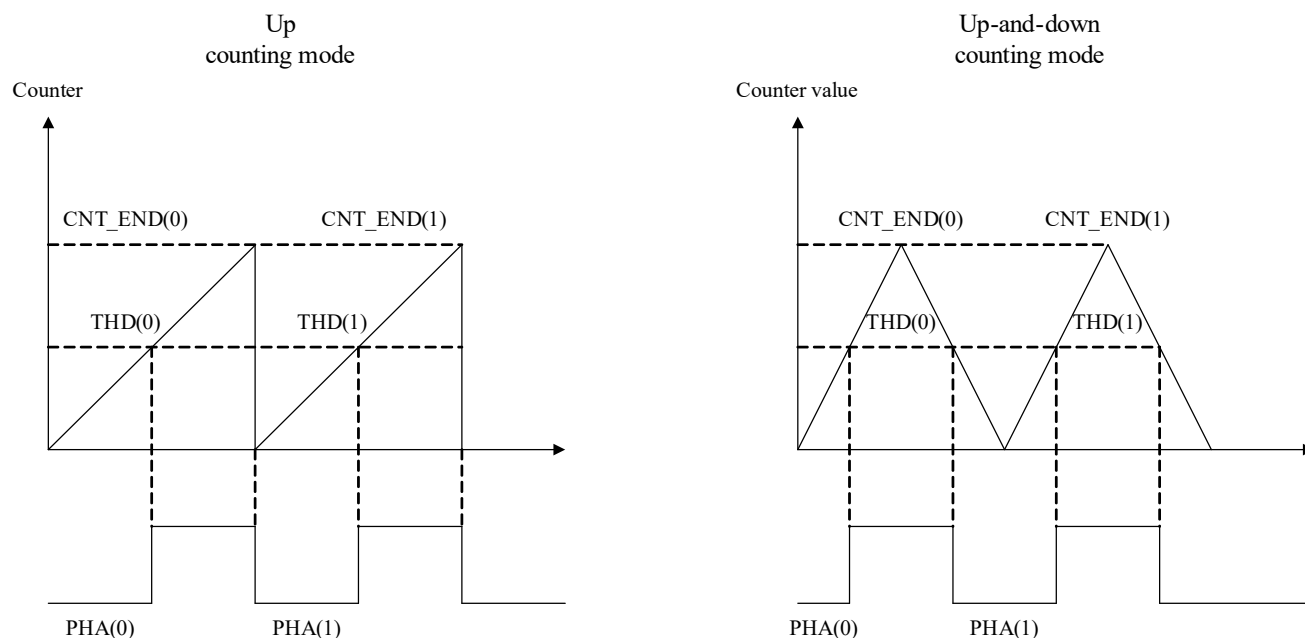 Up
counting mode
Up-and-down
counting mode
Counter
Counter value
CNT_END(0)
CNT_END(1)
CNT_END(0)
CNT_END(1)
THD(0)
THD(1)
THD(0)
THD(1)
PHA(0)
PHA(1)
PHA(0)
PHA(1)